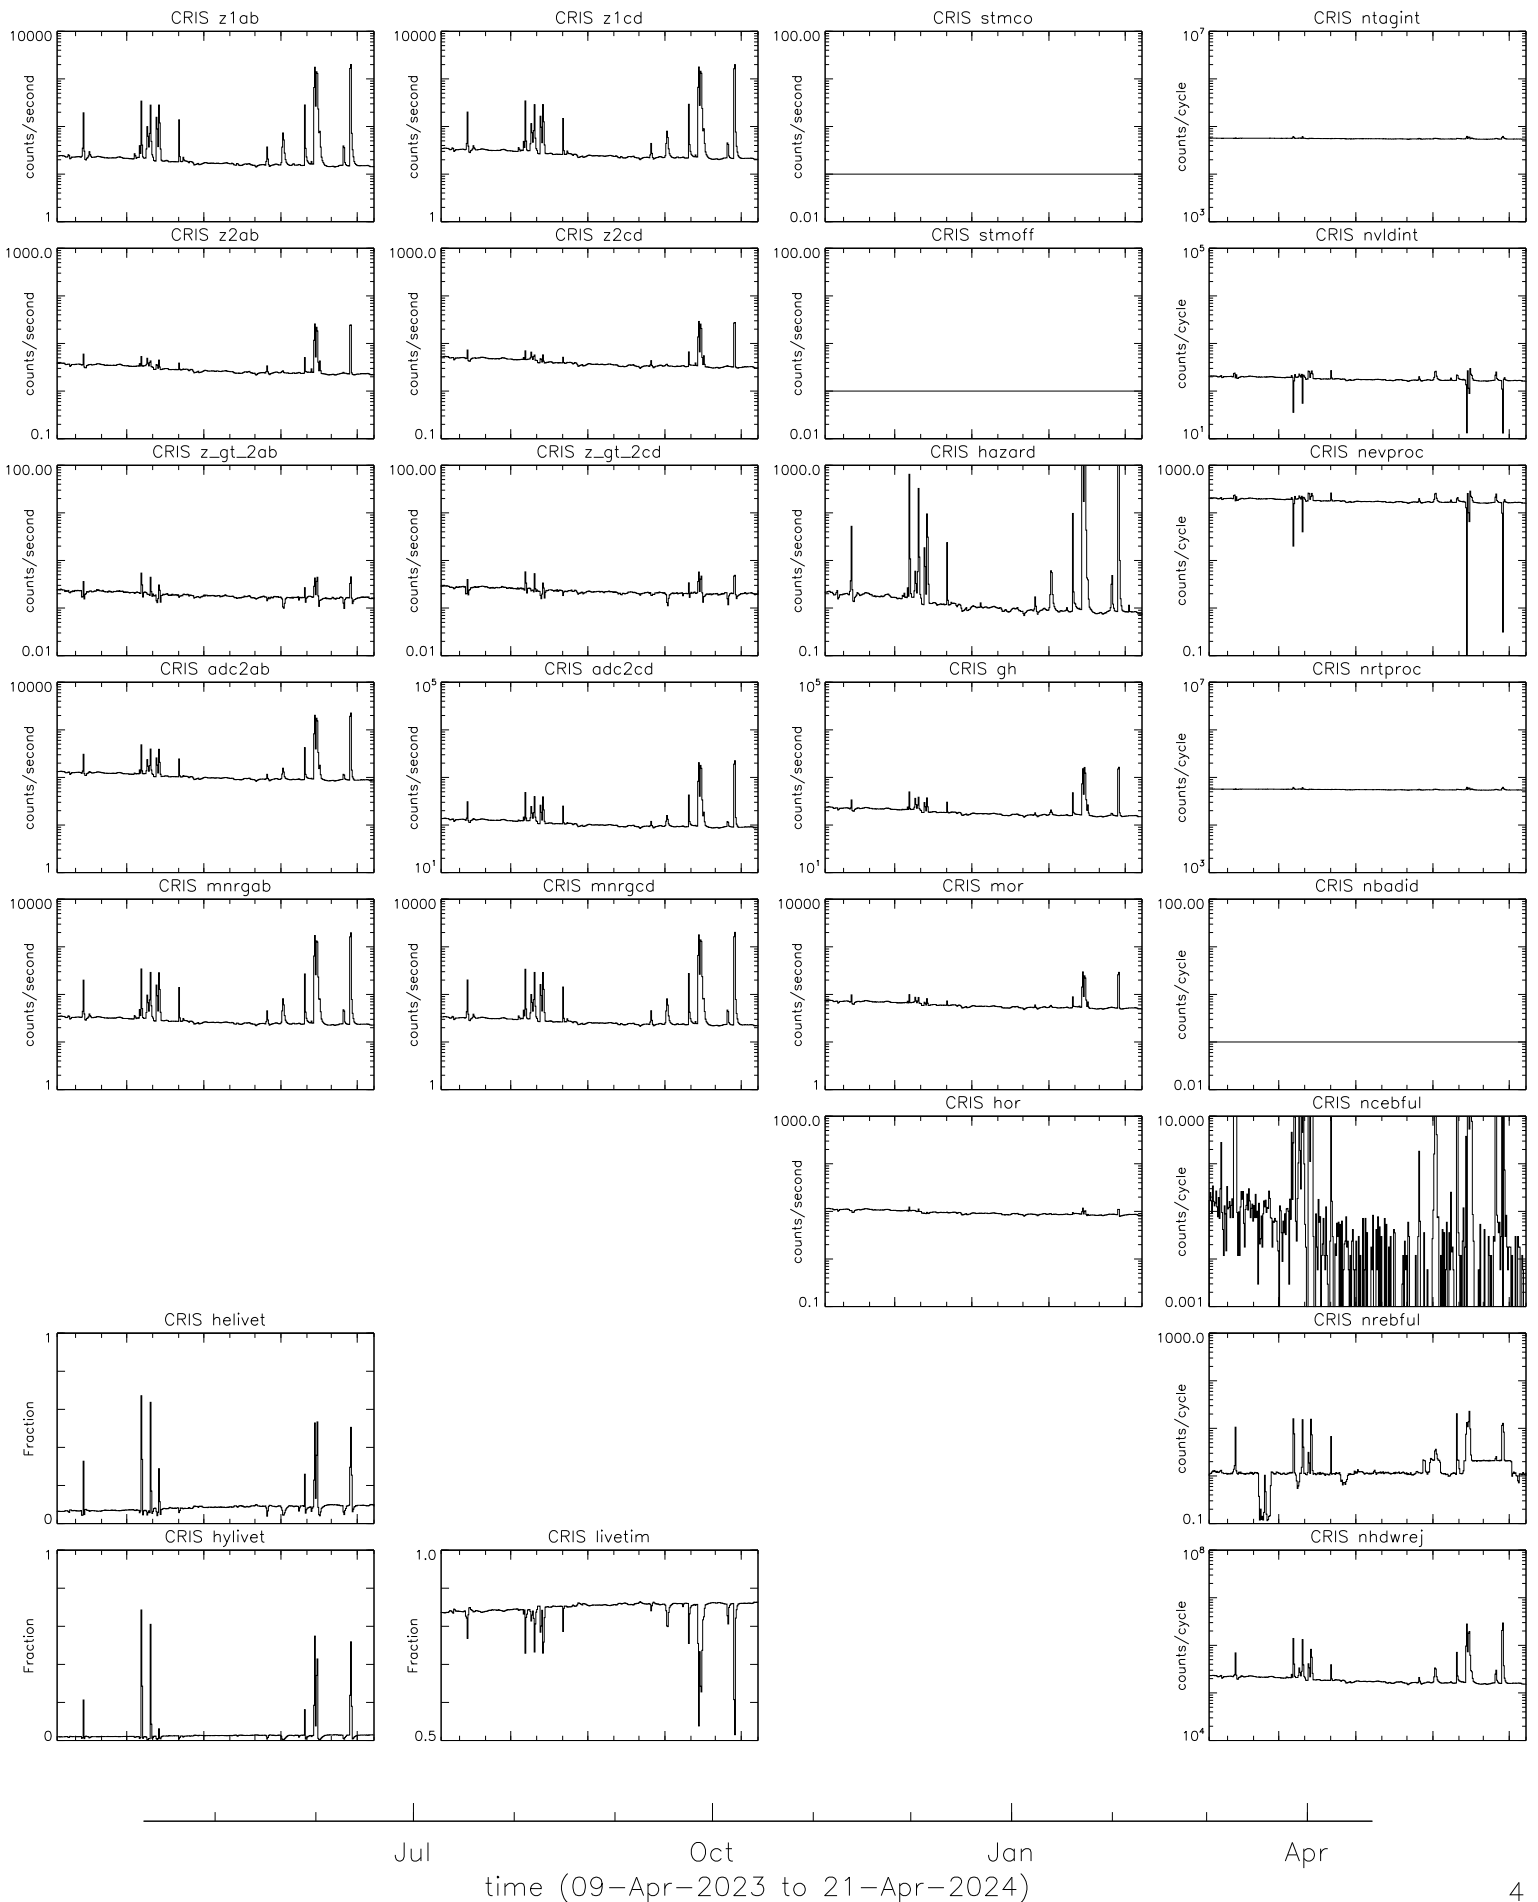 CRIS z1ab
CRIS z1cd
CRIS stmco
CRIS ntagint
10000
1
counts/second
10000
1
counts/second
100.00
0.01
counts/second
10⁷
10³
counts/cycle
CRIS z2ab
CRIS z2cd
CRIS stmoff
CRIS nvldint
1000.0
0.1
counts/second
1000.0
0.1
counts/second
100.00
0.01
counts/second
10⁵
10¹
counts/cycle
CRIS z_gt_2ab
CRIS z_gt_2cd
CRIS hazard
CRIS nevproc
100.00
0.01
counts/second
100.00
0.01
counts/second
1000.0
0.1
counts/second
1000.0
0.1
counts/cycle
CRIS adc2ab
CRIS adc2cd
CRIS gh
CRIS nrtproc
10000
1
counts/second
10⁵
10¹
counts/second
10⁵
10¹
counts/second
10⁷
10³
counts/cycle
CRIS mnrgab
CRIS mnrgcd
CRIS mor
CRIS nbadid
10000
1
counts/second
10000
1
counts/second
10000
1
counts/second
100.00
0.01
counts/cycle
CRIS hor
CRIS ncebful
1000.0
0.1
counts/second
10.000
0.001
counts/cycle
CRIS helivet
CRIS nrebful
1
0
Fraction
1000.0
0.1
counts/cycle
CRIS hylivet
CRIS livetim
CRIS nhdwrej
1
0
Fraction
1.0
0.5
Fraction
10⁸
10⁴
counts/cycle
Jul
Oct
Jan
Apr
time (09-Apr-2023 to 21-Apr-2024)
4